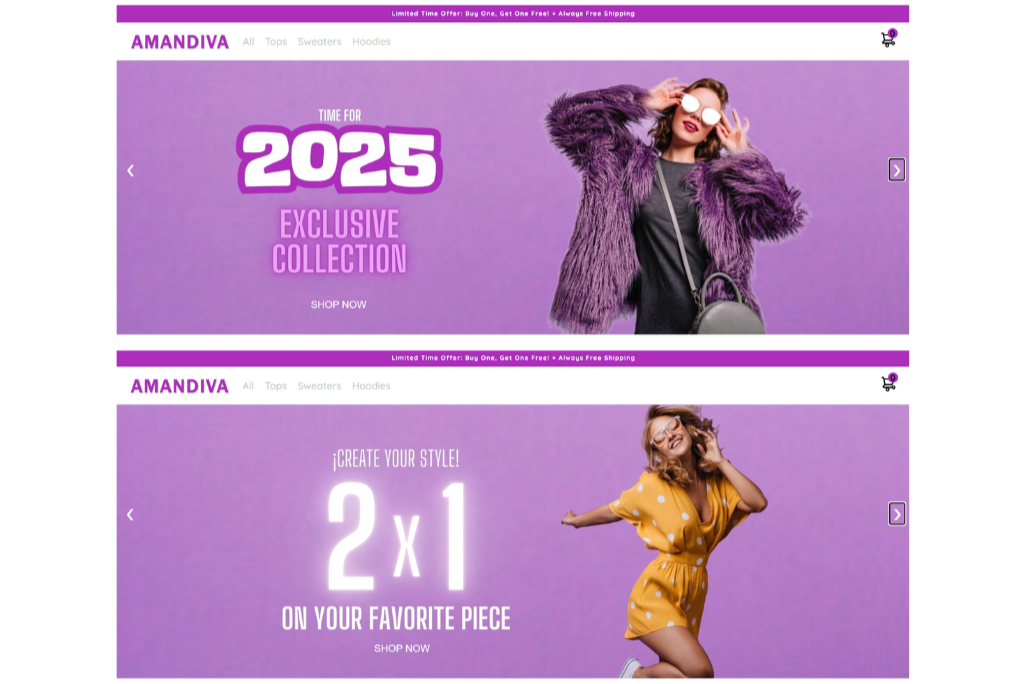 Limited Time Offer: Buy One, Get One Free! + Always Free Shipping
AMANDIVA All Tops Sweaters Hoodies 0
TIME FOR
2025
EXCLUSIVE
COLLECTION
SHOP NOW
Limited Time Offer: Buy One, Get One Free! + Always Free Shipping
AMANDIVA All Tops Sweaters Hoodies 0
¡CREATE YOUR STYLE!
2 x 1
ON YOUR FAVORITE PIECE
SHOP NOW